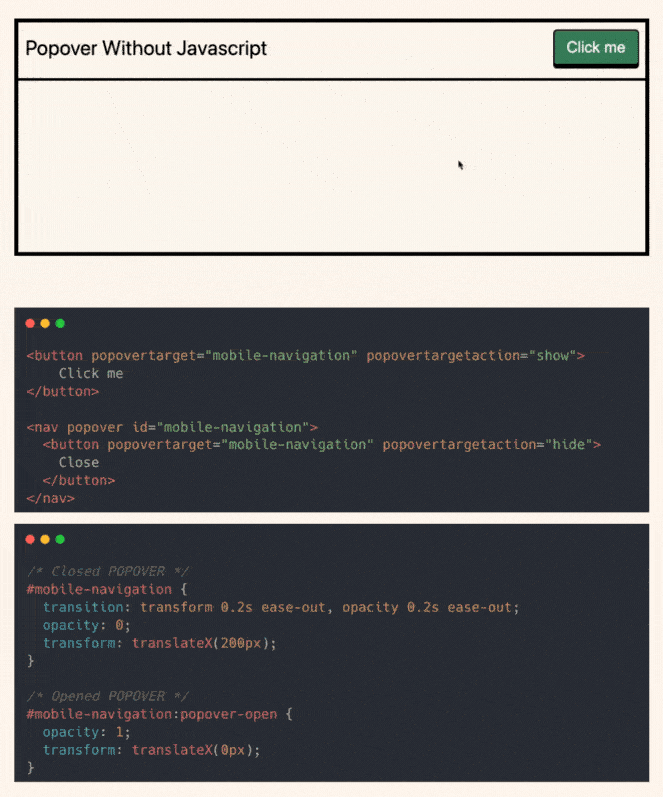 Popover Without Javascript
Click me
<button popovertarget="mobile-navigation" popovertargetaction="show">
    Click me
</button>

<nav popover id="mobile-navigation">
  <button popovertarget="mobile-navigation" popovertargetaction="hide">
    Close
  </button>
</nav>
/* Closed POPOVER */
#mobile-navigation {
  transition: transform 0.2s ease-out, opacity 0.2s ease-out;
  opacity: 0;
  transform: translateX(200px);
}

/* Opened POPOVER */
#mobile-navigation:popover-open {
  opacity: 1;
  transform: translateX(0px);
}